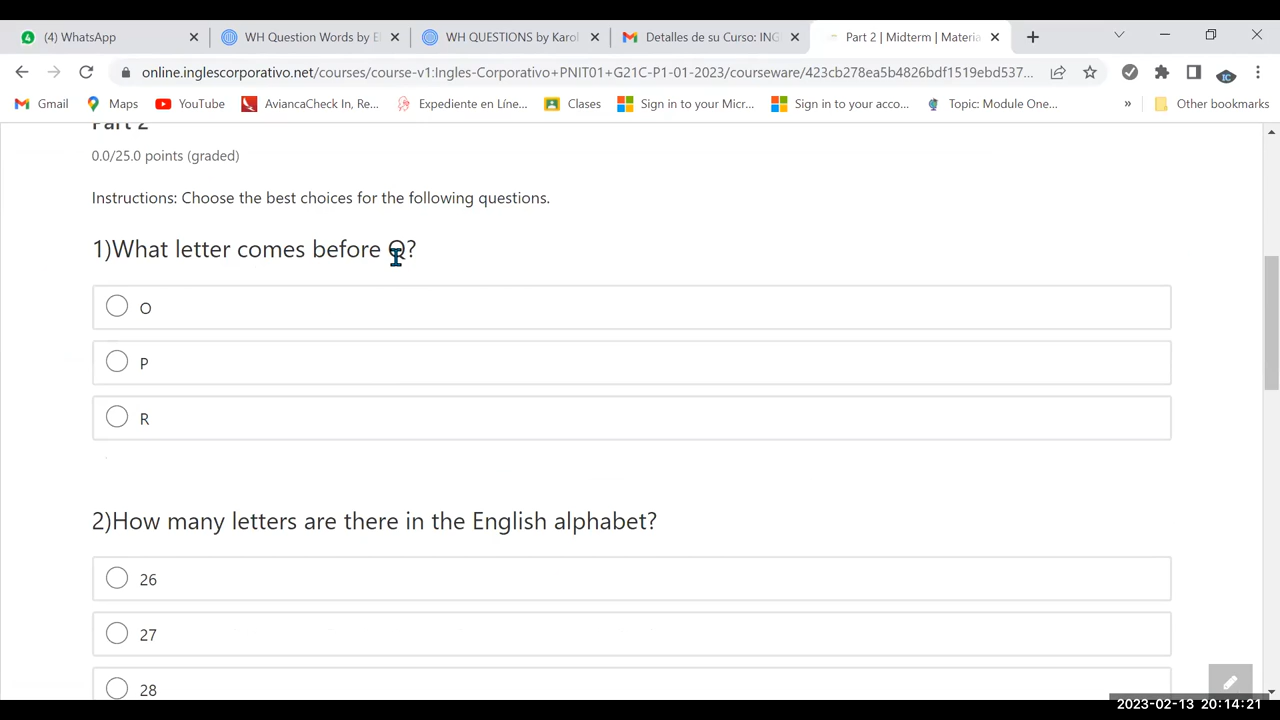 (4) WhatsApp
WH Question Words by El
WH QUESTIONS by Karol
Detalles de su Curso: ING
Part 2 | Midterm | Materia
online.inglescorporativo.net/courses/course-v1:Ingles-Corporativo+PNIT01+G21C-P1-01-2023/courseware/423cb278ea5b4826bdf1519ebd537...
Gmail
Maps
YouTube
AviancaCheck In, Re...
Expediente en Líne...
Clases
Sign in to your Micr...
Sign in to your acco...
Topic: Module One...
»
Other bookmarks
Part 2
0.0/25.0 points (graded)
Instructions: Choose the best choices for the following questions.
1)What letter comes before Q?
O
P
R
2)How many letters are there in the English alphabet?
26
27
28
2023-02-13 20:14:21